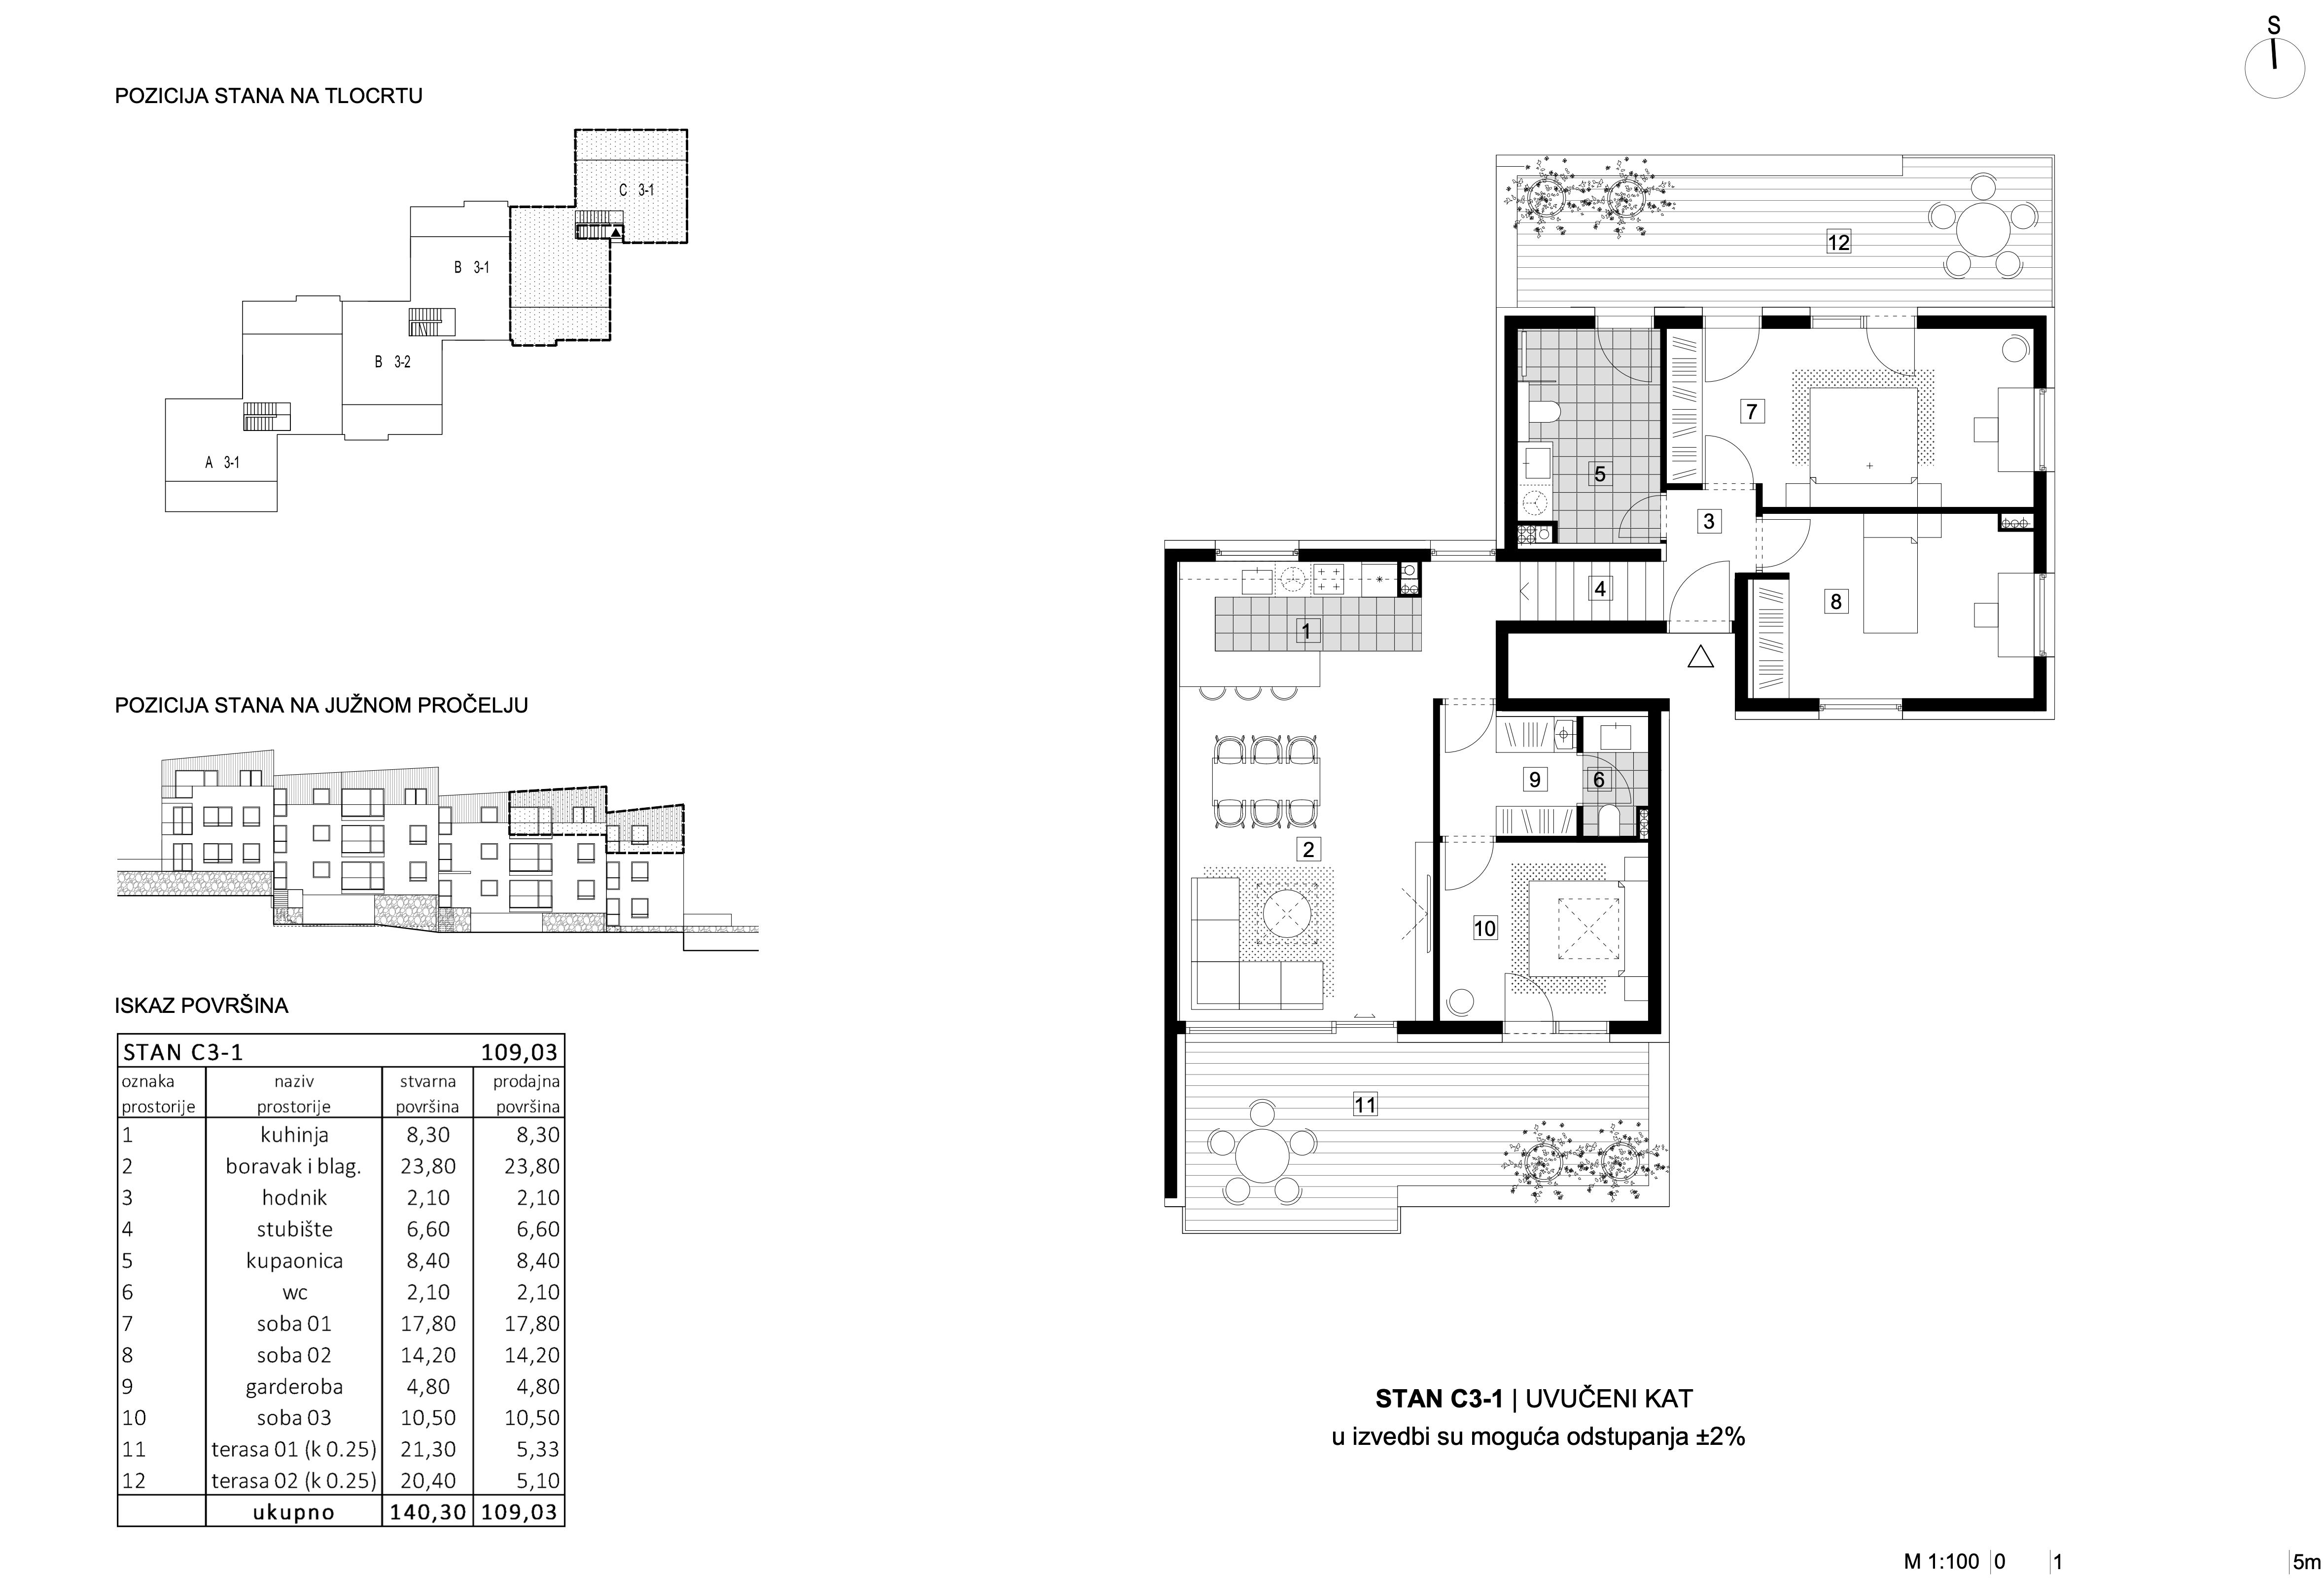 S
POZICIJA STANA NA TLOCRTU
C 3-1
B 3-1
B 3-2
A 3-1
12
7
5
3
4
8
1
9
6
2
10
11
POZICIJA STANA NA JUŽNOM PROČELJU
ISKAZ POVRŠINA
STAN C3-1 109,03
oznaka prostorije naziv prostorije stvarna površina prodajna površina
1 kuhinja 8,30 8,30
2 boravak i blag. 23,80 23,80
3 hodnik 2,10 2,10
4 stubište 6,60 6,60
5 kupaonica 8,40 8,40
6 wc 2,10 2,10
7 soba 01 17,80 17,80
8 soba 02 14,20 14,20
9 garderoba 4,80 4,80
10 soba 03 10,50 10,50
11 terasa 01 (k 0.25) 21,30 5,33
12 terasa 02 (k 0.25) 20,40 5,10
ukupno 140,30 109,03
STAN C3-1 | UVUČENI KAT
u izvedbi su moguća odstupanja ±2%
M 1:100 0 1 5m